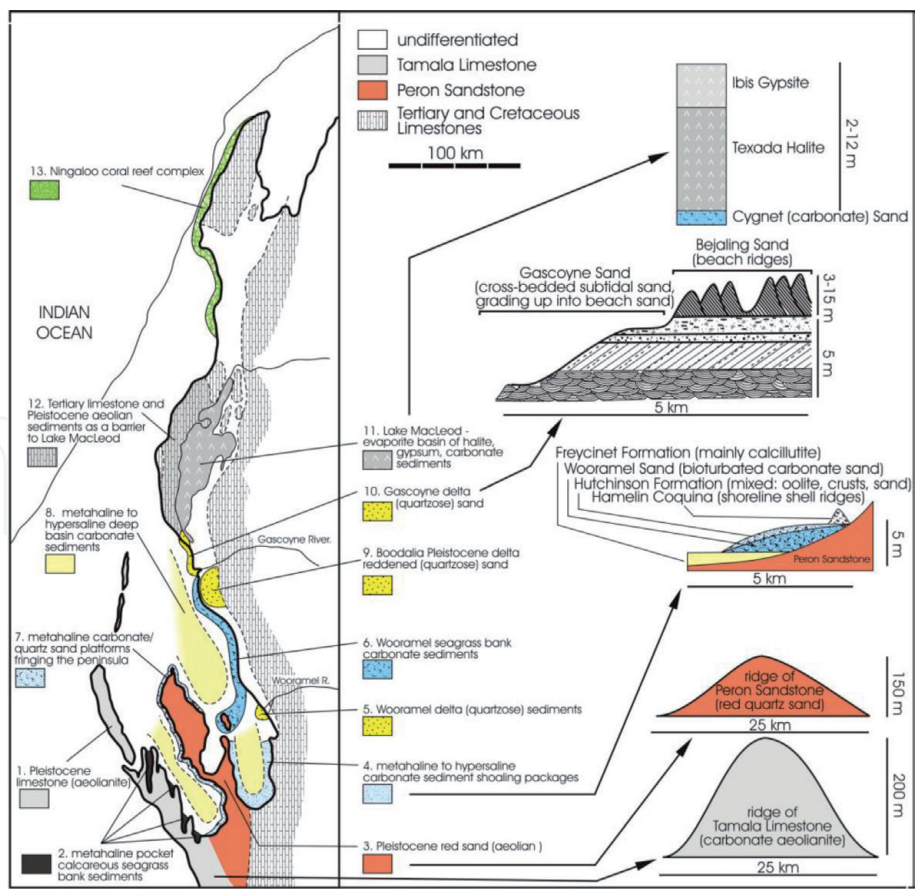 undifferentiated
Tamala Limestone
Peron Sandstone
Tertiary and Cretaceous
Limestones
100 km
13. Ningaloo coral reef complex
INDIAN
OCEAN
12. Tertiary limestone and
Pleistocene aeolian
sediments as a barrier
to Lake MacLeod
8. metahaline to
hypersaline deep
basin carbonate
sediments
7. metahaline carbonate/
quartz sand platforms
fringing the peninsula
1. Pleistocene
limestone (aeolianite)
2. metahaline pocket
calcareous seagrass
bank sediments
Gascoyne River.
Wooramel R.
11. Lake MacLeod -
evaporite basin of halite,
gypsum, carbonate
sediments
10. Gascoyne delta
(quartzose) sand
9. Boodalia Pleistocene delta
reddened (quartzose) sand
6. Wooramel seagrass bank
carbonate sediments
5. Wooramel delta (quartzose) sediments
4. metahaline to hypersaline
carbonate sediment shoaling packages
3. Pleistocene red sand (aeolian )
Ibis Gypsite
Texada Halite
Cygnet (carbonate) Sand
2-12 m
Bejaling Sand
(beach ridges)
Gascoyne Sand
(cross-bedded subtidal sand,
grading up into beach sand)
3-15 m
5 m
5 km
Freycinet Formation (mainly calcillutite)
Wooramel Sand (bioturbated carbonate sand)
Hutchinson Formation (mixed: oolite, crusts, sand)
Hamelin Coquina (shoreline shell ridges)
Peron Sandstone
5 m
5 km
ridge of
Peron Sandstone
(red quartz sand)
150 m
25 km
ridge of
Tamala Limestone
(carbonate aeolianite)
200 m
25 km